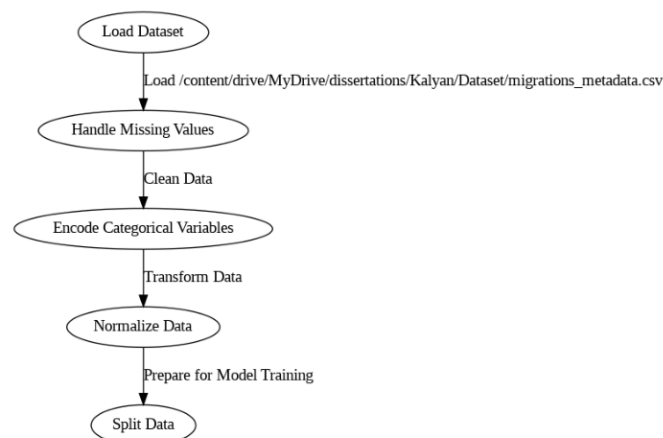 Load Dataset
Load /content/drive/MyDrive/dissertations/Kalyan/Dataset/migrations_metadata.csv
Handle Missing Values
Clean Data
Encode Categorical Variables
Transform Data
Normalize Data
Prepare for Model Training
Split Data